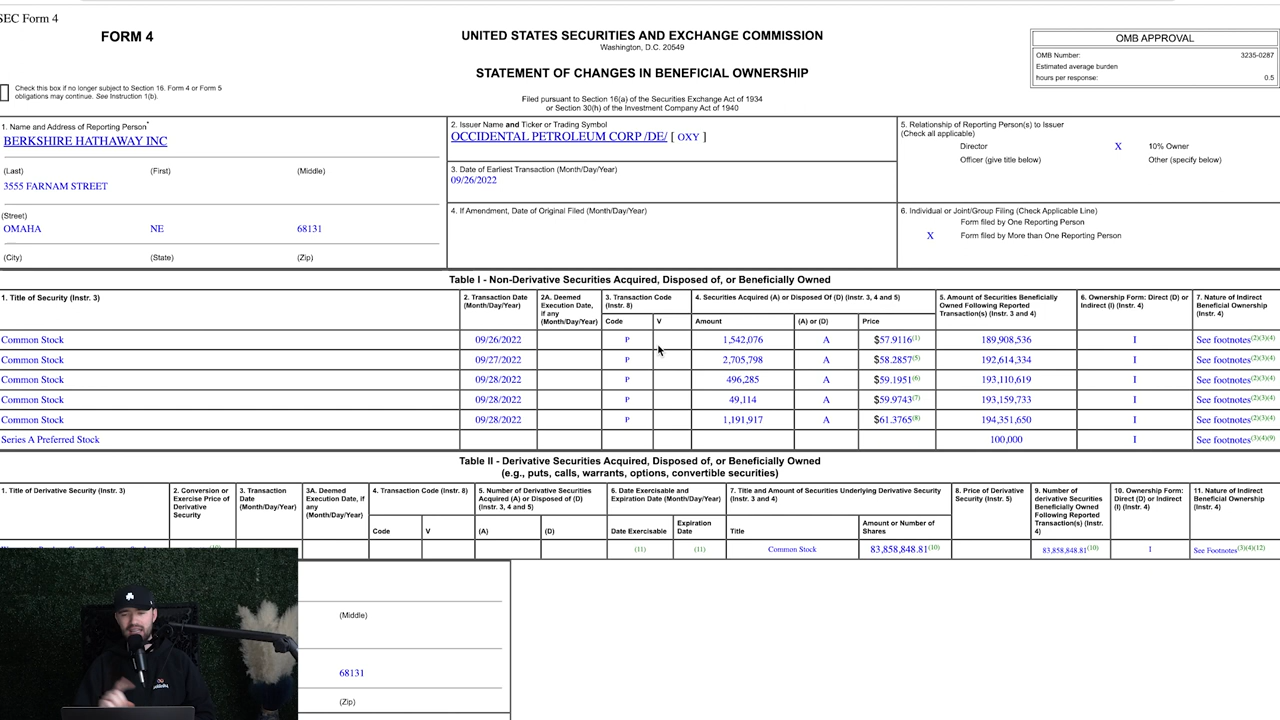 SEC Form 4
FORM 4
UNITED STATES SECURITIES AND EXCHANGE COMMISSION
Washington, D.C. 20549
STATEMENT OF CHANGES IN BENEFICIAL OWNERSHIP
Filed pursuant to Section 16(a) of the Securities Exchange Act of 1934
or Section 30(h) of the Investment Company Act of 1940
OMB APPROVAL
OMB Number: 3235-0287
Estimated average burden
hours per response: 0.5
Check this box if no longer subject to Section 16. Form 4 or Form 5
obligations may continue. See Instruction 1(b).
1. Name and Address of Reporting Person*
BERKSHIRE HATHAWAY INC
(Last) (First) (Middle)
3555 FARNAM STREET
(Street)
OMAHA NE 68131
(City) (State) (Zip)
2. Issuer Name and Ticker or Trading Symbol
OCCIDENTAL PETROLEUM CORP /DE/ [ OXY ]
3. Date of Earliest Transaction (Month/Day/Year)
09/26/2022
4. If Amendment, Date of Original Filed (Month/Day/Year)
5. Relationship of Reporting Person(s) to Issuer
(Check all applicable)
Director X 10% Owner
Officer (give title below) Other (specify below)
6. Individual or Joint/Group Filing (Check Applicable Line)
Form filed by One Reporting Person
X Form filed by More than One Reporting Person
Table I - Non-Derivative Securities Acquired, Disposed of, or Beneficially Owned
1. Title of Security (Instr. 3)
2. Transaction Date
(Month/Day/Year)
2A. Deemed
Execution Date,
if any
(Month/Day/Year)
3. Transaction Code
(Instr. 8)
4. Securities Acquired (A) or Disposed Of (D) (Instr. 3, 4 and 5)
5. Amount of Securities Beneficially
Owned Following Reported
Transaction(s) (Instr. 3 and 4)
6. Ownership Form: Direct (D) or
Indirect (I) (Instr. 4)
7. Nature of Indirect
Beneficial Ownership
(Instr. 4)
Code V Amount (A) or (D) Price
Common Stock 09/26/2022 P 1,542,076 A $57.9116(1) 189,908,536 I See footnotes(2)(3)(4)
Common Stock 09/27/2022 P 2,705,798 A $58.2857(5) 192,614,334 I See footnotes(2)(3)(4)
Common Stock 09/28/2022 P 496,285 A $59.1951(6) 193,110,619 I See footnotes(2)(3)(4)
Common Stock 09/28/2022 P 49,114 A $59.9743(7) 193,159,733 I See footnotes(2)(3)(4)
Common Stock 09/28/2022 P 1,191,917 A $61.3765(8) 194,351,650 I See footnotes(2)(3)(4)
Series A Preferred Stock 100,000 I See footnotes(3)(4)(9)
Table II - Derivative Securities Acquired, Disposed of, or Beneficially Owned
(e.g., puts, calls, warrants, options, convertible securities)
1. Title of Derivative Security (Instr. 3)
2. Conversion or
Exercise Price of
Derivative
Security
3. Transaction
Date
(Month/Day/Year)
3A. Deemed
Execution Date, if
any
(Month/Day/Year)
4. Transaction Code (Instr. 8)
5. Number of Derivative Securities
Acquired (A) or Disposed of (D)
(Instr. 3, 4 and 5)
6. Date Exercisable and
Expiration Date
(Month/Day/Year)
7. Title and Amount of Securities Underlying Derivative Security
(Instr. 3 and 4)
8. Price of Derivative
Security (Instr. 5)
9. Number of
derivative Securities
Beneficially Owned
Following Reported
Transaction(s) (Instr.
4)
10. Ownership Form:
Direct (D) or Indirect
(I) (Instr. 4)
11. Nature of Indirect
Beneficial Ownership
(Instr. 4)
Code V (A) (D) Date Exercisable Expiration
Date
Title Amount or Number of
Shares
(11) (11) Common Stock 83,858,848.81(10) 83,858,848.81(10) I See Footnotes(3)(4)(12)
(Middle)
68131
(Zip)